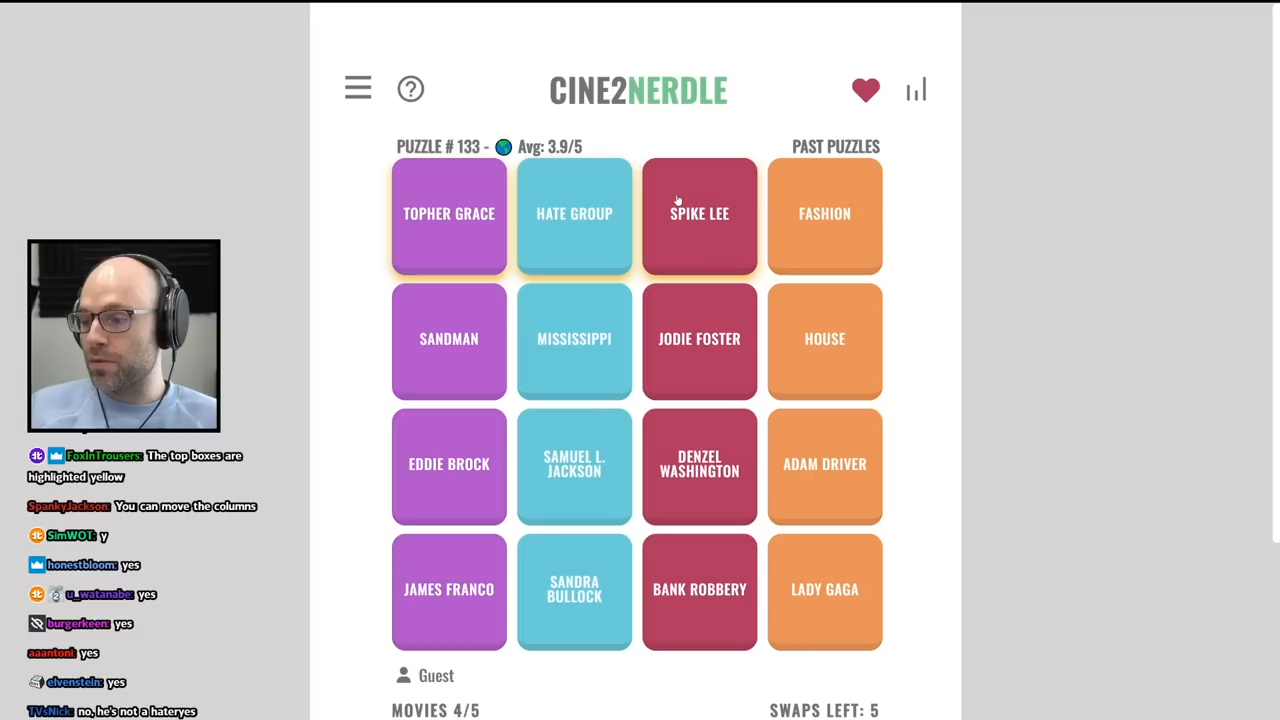 CINE2NERDLE
PUZZLE # 133 - Avg: 3.9/5
PAST PUZZLES
TOPHER GRACE
HATE GROUP
SPIKE LEE
FASHION
SANDMAN
MISSISSIPPI
JODIE FOSTER
HOUSE
EDDIE BROCK
SAMUEL L.
JACKSON
DENZEL
WASHINGTON
ADAM DRIVER
JAMES FRANCO
SANDRA
BULLOCK
BANK ROBBERY
LADY GAGA
Guest
MOVIES 4/5
SWAPS LEFT: 5
FoxInTrousers: The top boxes are
highlighted yellow
SpankyJackson: You can move the columns
SimWOT: y
honestbloom: yes
u_watanabe: yes
burgerkeen: yes
aaantoni: yes
elvenstein: yes
TVsNick: no, he's not a hateryes